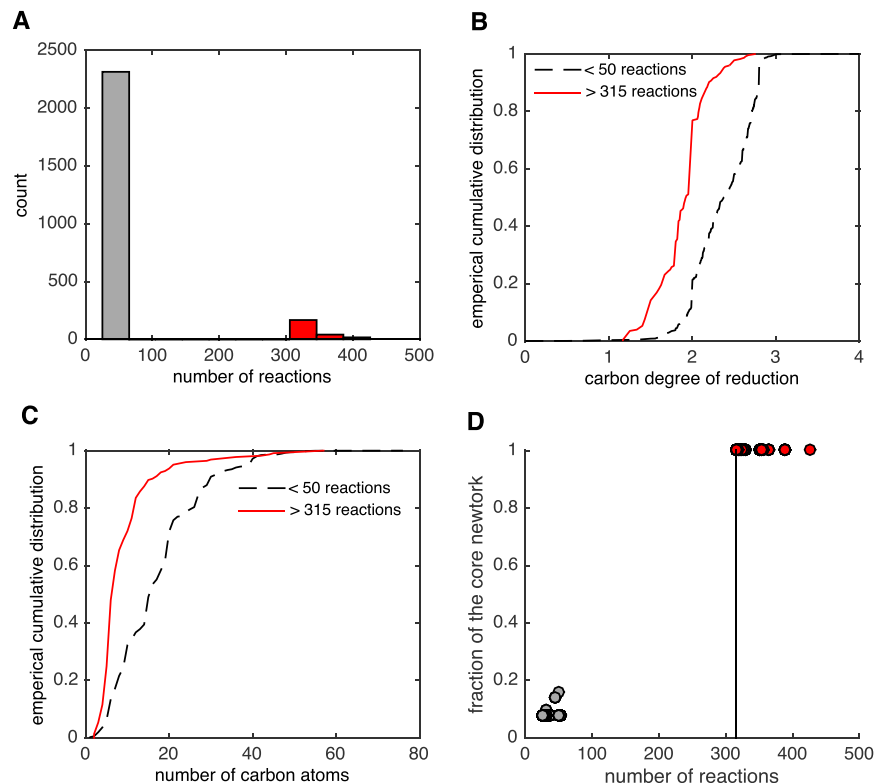 A
2500
2000
1500
1000
500
0
0
100
200
300
400
500
count
number of reactions
B
1
0.8
0.6
0.4
0.2
0
0
1
2
3
4
< 50 reactions
> 315 reactions
emperical cumulative distribution
carbon degree of reduction
C
1
0.8
0.6
0.4
0.2
0
0
20
40
60
80
< 50 reactions
> 315 reactions
emperical cumulative distribution
number of carbon atoms
D
1
0.8
0.6
0.4
0.2
0
0
100
200
300
400
500
fraction of the core newtork
number of reactions